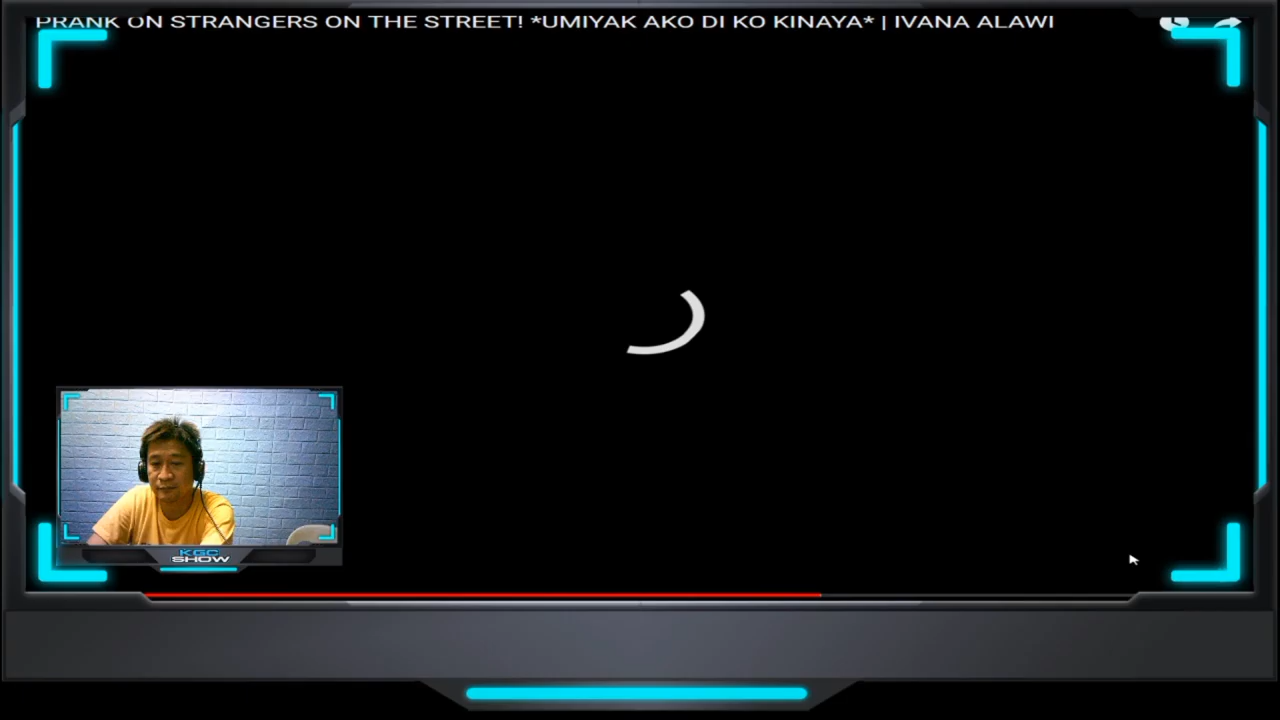 PRANK ON STRANGERS ON THE STREET! *UMIYAK AKO DI KO KINAYA* | IVANA ALAWI
KGC
SHOW